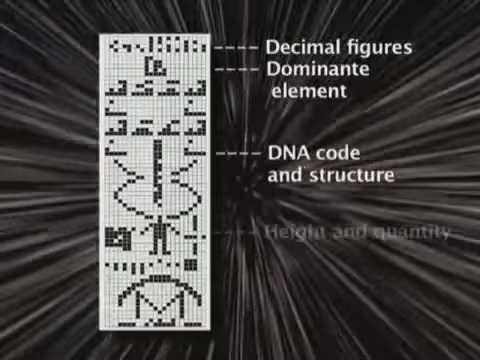 Decimal figures
Dominante
element
DNA code
and structure
Height and quantity